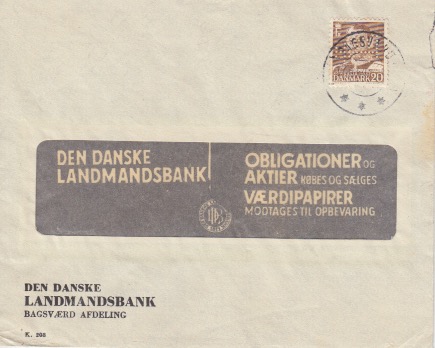 DANMARK 20
DEN DANSKE
LANDMANDSBANK
OBLIGATIONER OG
AKTIER KØBES OG SÆLGES
VÆRDIPAPIRER
MODTAGES TIL OPBEVARING
DEN DANSKE
LANDMANDSBANK
BAGSVÆRD AFDELING
K. 268